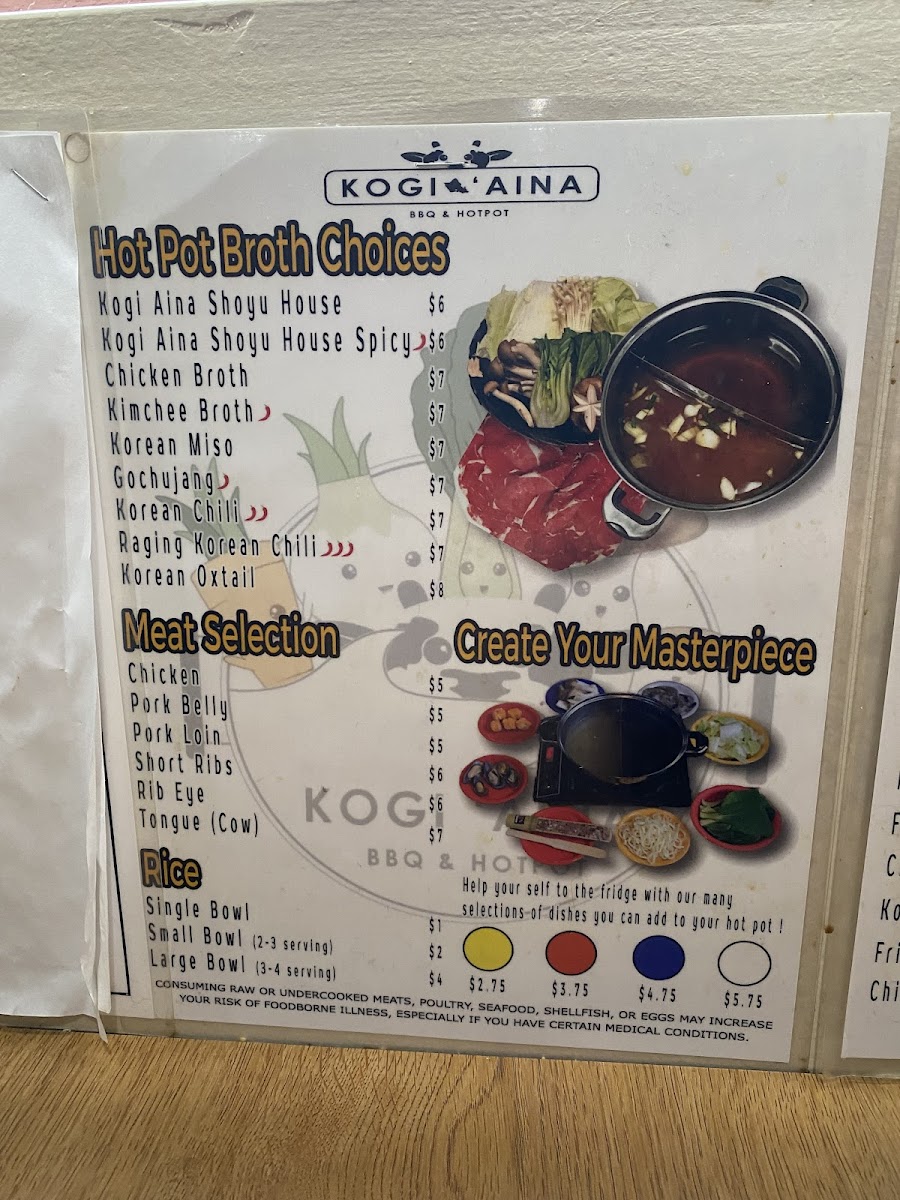 KOGI 'AINA
BBQ & HOTPOT
Hot Pot Broth Choices
Kogi Aina Shoyu House $6
Kogi Aina Shoyu House Spicy $6
Chicken Broth $7
Kimchee Broth $7
Korean Miso $7
Gochujang $7
Korean Chili $7
Raging Korean Chili $7
Korean Oxtail $8
Meat Selection
Chicken $5
Pork Belly $5
Pork Loin $5
Short Ribs $6
Rib Eye $6
Tongue (Cow) $7
Rice
Single Bowl $1
Small Bowl (2-3 serving) $2
Large Bowl (3-4 serving) $4
Create Your Masterpiece
Help your self to the fridge with our many
selections of dishes you can add to your hot pot !
$2.75 $3.75 $4.75 $5.75
KOGI
BBQ & HOTPOT
CONSUMING RAW OR UNDERCOOKED MEATS, POULTRY, SEAFOOD, SHELLFISH, OR EGGS MAY INCREASE
YOUR RISK OF FOODBORNE ILLNESS, ESPECIALLY IF YOU HAVE CERTAIN MEDICAL CONDITIONS.